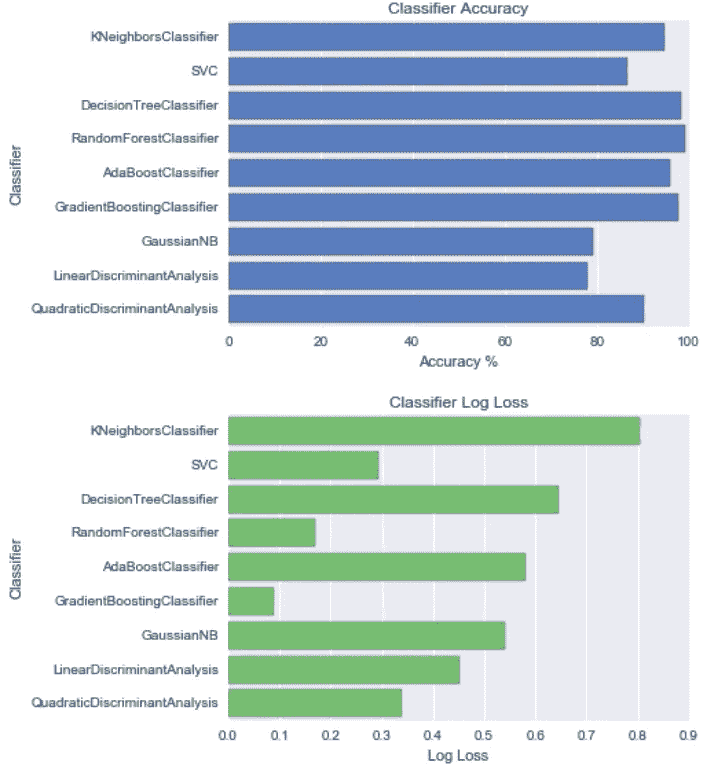 Classifier Accuracy
KNeighborsClassifier
SVC
DecisionTreeClassifier
RandomForestClassifier
AdaBoostClassifier
GradientBoostingClassifier
GaussianNB
LinearDiscriminantAnalysis
QuadraticDiscriminantAnalysis
Classifier
0 20 40 60 80 100
Accuracy %
Classifier Log Loss
KNeighborsClassifier
SVC
DecisionTreeClassifier
RandomForestClassifier
AdaBoostClassifier
GradientBoostingClassifier
GaussianNB
LinearDiscriminantAnalysis
QuadraticDiscriminantAnalysis
Classifier
0.0 0.1 0.2 0.3 0.4 0.5 0.6 0.7 0.8 0.9
Log Loss